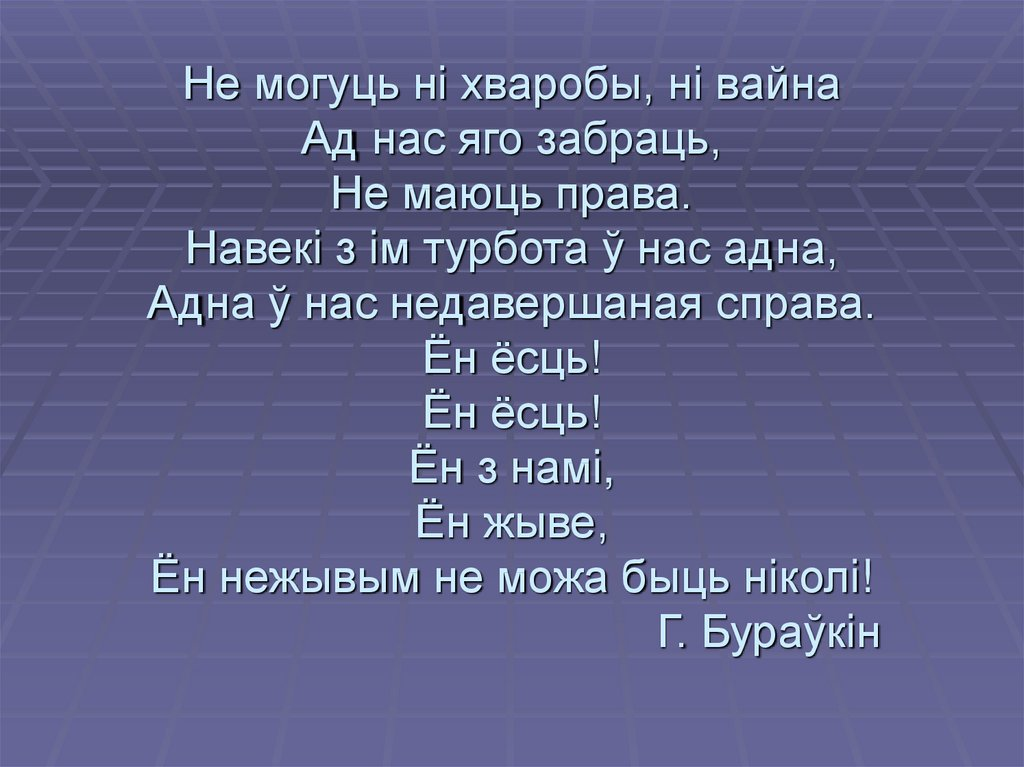 Не могуць ні хваробы, ні вайна
Ад нас яго забраць,
Не маюць права.
Навекі з ім турбота ў нас адна,
Адна ў нас недавершаная справа.
Ён ёсць!
Ён ёсць!
Ён з намі,
Ён жыве,
Ён нежывым не можа быць ніколі!
Г. Бураўкін